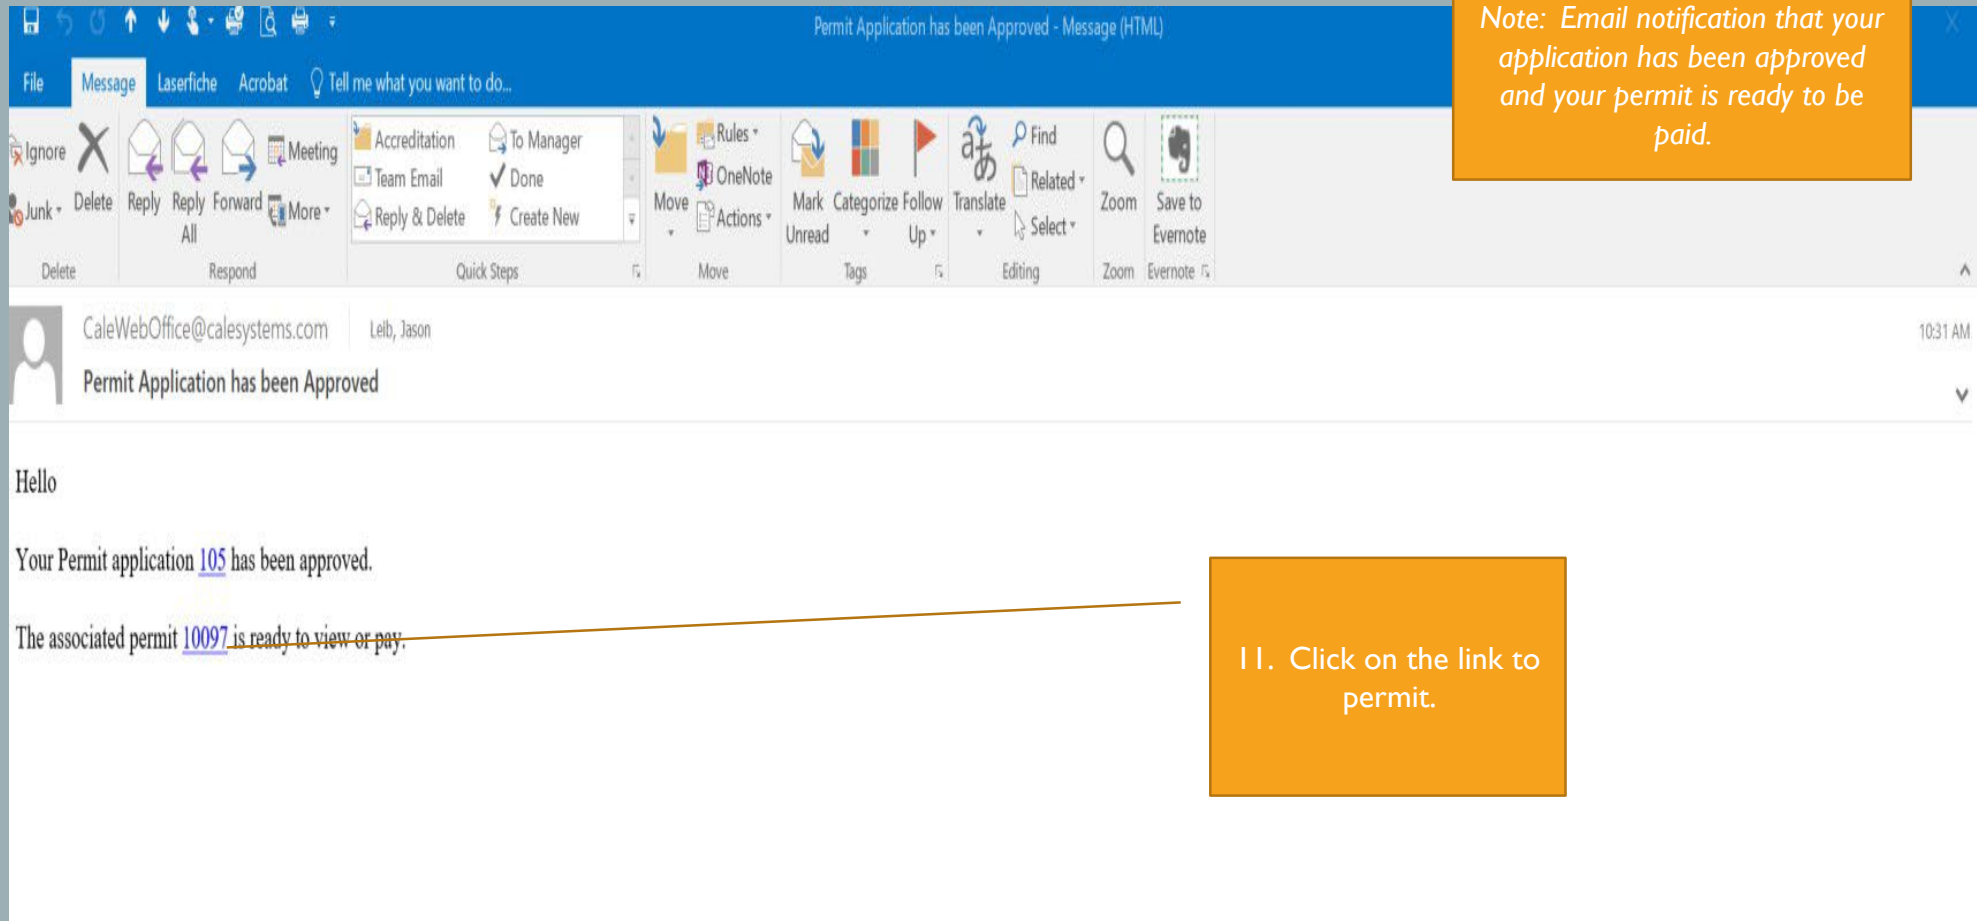 Permit Application has been Approved - Message (HTML)
Note: Email notification that your
application has been approved
and your permit is ready to be
paid.
File Message Laserfiche Acrobat Tell me what you want to do...
Ignore
Junk
Delete
Reply
Reply
All
Forward
Meeting
More
Accreditation
Team Email
Reply & Delete
To Manager
Done
Create New
Move
Rules
OneNote
Actions
Mark
Unread
Categorize
Follow
Up
Translate
Find
Related
Select
Zoom
Save to
Evernote
Delete Respond Quick Steps Move Tags Editing Zoom Evernote
CaleWebOffice@calesystems.com Leib, Jason 10:31 AM
Permit Application has been Approved
Hello
Your Permit application 105 has been approved.
The associated permit 10097 is ready to view or pay.
11. Click on the link to
permit.